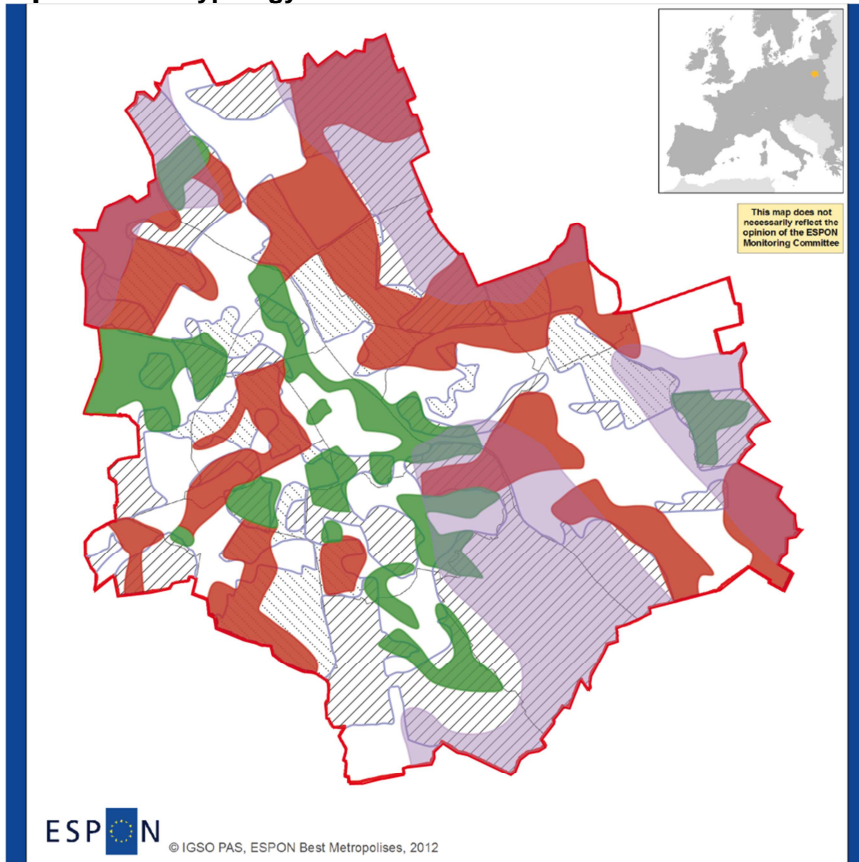 This map does not
necessarily reflect the
opinion of the ESPON
Monitoring Committee
ESPON
© IGSO PAS, ESPON Best Metropolises, 2012